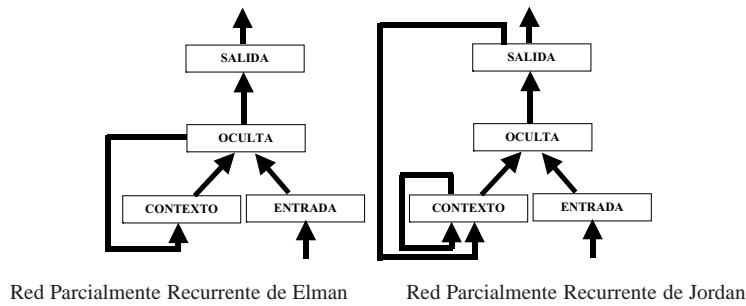 SALIDA
OCULTA
CONTEXTO
ENTRADA
Red Parcialmente Recurrente de Elman
SALIDA
OCULTA
CONTEXTO
ENTRADA
Red Parcialmente Recurrente de Jordan